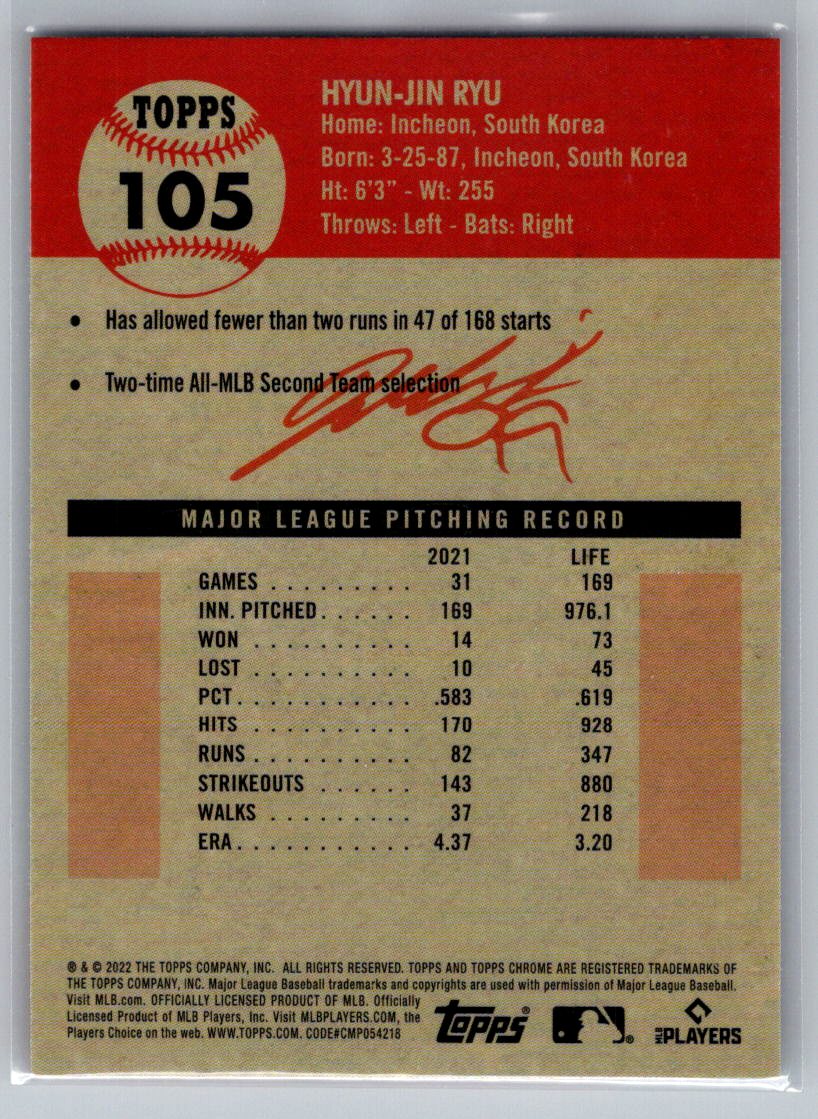 TOPPS
105
HYUN-JIN RYU
Home: Incheon, South Korea
Born: 3-25-87, Incheon, South Korea
Ht: 6'3" - Wt: 255
Throws: Left - Bats: Right
• Has allowed fewer than two runs in 47 of 168 starts
• Two-time All-MLB Second Team selection
MAJOR LEAGUE PITCHING RECORD
2021 LIFE
GAMES . . . . . . . . . . 31 169
INN. PITCHED . . . . . . 169 976.1
WON . . . . . . . . . . . 14 73
LOST . . . . . . . . . . . 10 45
PCT . . . . . . . . . . . . .583 .619
HITS . . . . . . . . . . . 170 928
RUNS . . . . . . . . . . . 82 347
STRIKEOUTS . . . . . . 143 880
WALKS . . . . . . . . . . 37 218
ERA . . . . . . . . . . . . 4.37 3.20
® & © 2022 THE TOPPS COMPANY, INC. ALL RIGHTS RESERVED. TOPPS AND TOPPS CHROME ARE REGISTERED TRADEMARKS OF
THE TOPPS COMPANY, INC. Major League Baseball trademarks and copyrights are used with permission of Major League Baseball.
Visit MLB.com. OFFICIALLY LICENSED PRODUCT OF MLB. Officially
Licensed Product of MLB Players, Inc. Visit MLBPLAYERS.COM, the
Players Choice on the web. WWW.TOPPS.COM. CODE#CMP054218
topps®
MLB PLAYERS